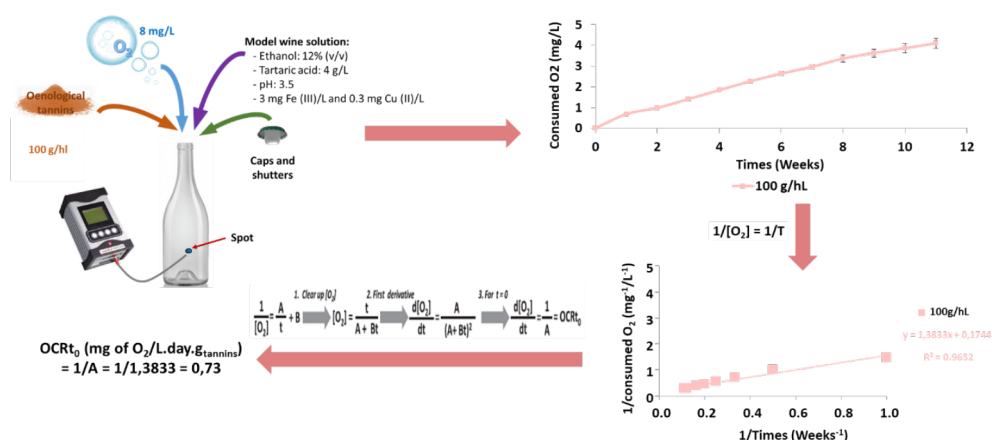 8 mg/L
O2
Model wine solution:
- Ethanol: 12% (v/v)
- Tartaric acid: 4 g/L
- pH: 3.5
- 3 mg Fe (III)/L and 0.3 mg Cu (II)/L
Oenological
tannins
100 g/hl
Caps and
shutters
Spot
Consumed O2 (mg/L)
5
4
3
2
1
0
0 2 4 6 8 10 12
Times (Weeks)
100 g/hL
1/[O₂] = 1/T
1/consumed O₂ (mg⁻¹/L⁻¹)
5
4
3
2
1
0
0.0 0.2 0.4 0.6 0.8 1.0
1/Times (Weeks⁻¹)
100g/hL
y = 1,3833x + 0,1744
R² = 0.9652
1. Clear up [O₂] 2. First derivative 3. For t = 0
1/[O₂] = A/t + B [O₂] = t/(A + Bt) d[O₂]/dt = A/(A+ Bt)² d[O₂]/dt = 1/A = OCRt₀
OCRt₀ (mg of O₂/L.day.g tannins)
= 1/A = 1/1,3833 = 0,73